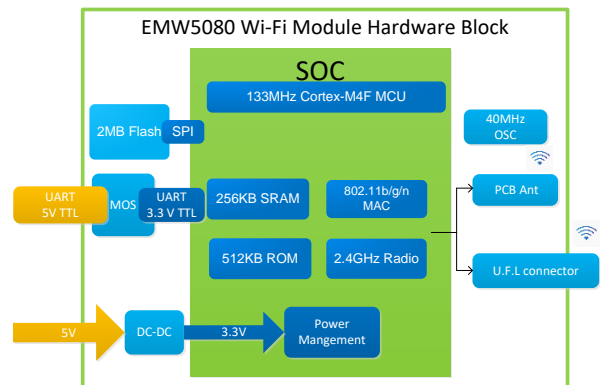 EMW5080 Wi-Fi Module Hardware Block
SOC
133MHz Cortex-M4F MCU
2MB Flash
SPI
40MHz
OSC
UART
5V TTL
MOS
UART
3.3 V TTL
256KB SRAM
802.11b/g/n
MAC
PCB Ant
512KB ROM
2.4GHz Radio
U.F.L connector
5V
DC-DC
3.3V
Power
Mangement